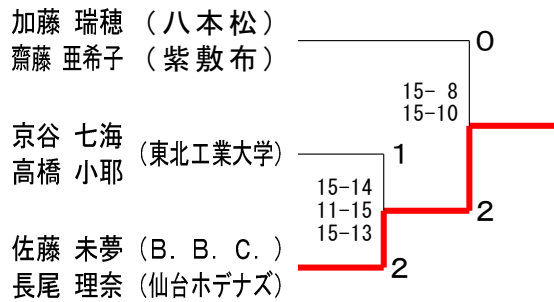 加藤 瑞穂 (八本松)
齋藤 亜希子 (紫敷布)
0
15- 8
15-10
京谷 七海
高橋 小耶
(東北工業大学)
1
15-14
11-15
15-13
2
佐藤 未夢 (B. B. C. )
長尾 理奈 (仙台ホデナズ)
2